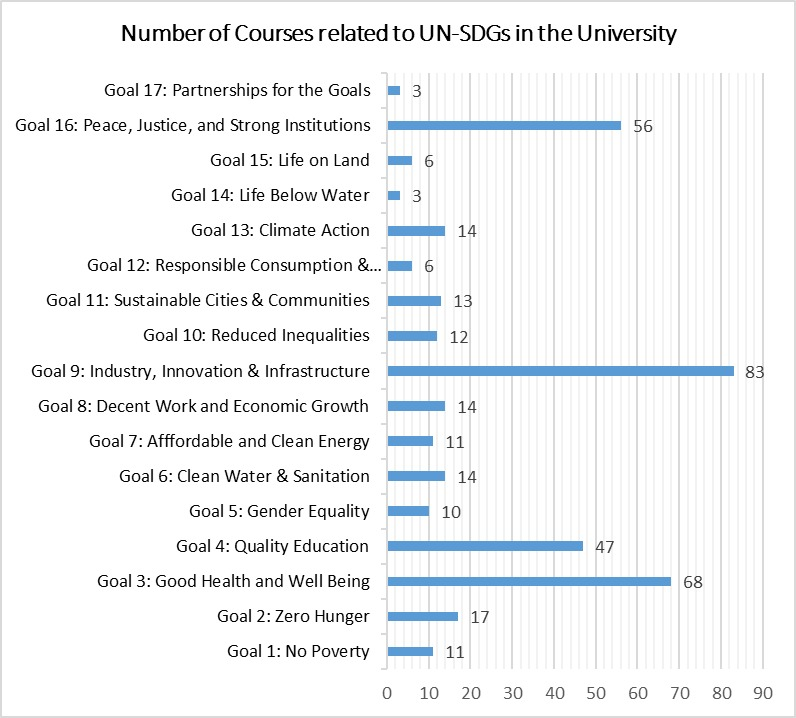 Number of Courses related to UN-SDGs in the University
Goal 17: Partnerships for the Goals 3
Goal 16: Peace, Justice, and Strong Institutions 56
Goal 15: Life on Land 6
Goal 14: Life Below Water 3
Goal 13: Climate Action 14
Goal 12: Responsible Consumption &... 6
Goal 11: Sustainable Cities & Communities 13
Goal 10: Reduced Inequalities 12
Goal 9: Industry, Innovation & Infrastructure 83
Goal 8: Decent Work and Economic Growth 14
Goal 7: Afffordable and Clean Energy 11
Goal 6: Clean Water & Sanitation 14
Goal 5: Gender Equality 10
Goal 4: Quality Education 47
Goal 3: Good Health and Well Being 68
Goal 2: Zero Hunger 17
Goal 1: No Poverty 11
0 10 20 30 40 50 60 70 80 90